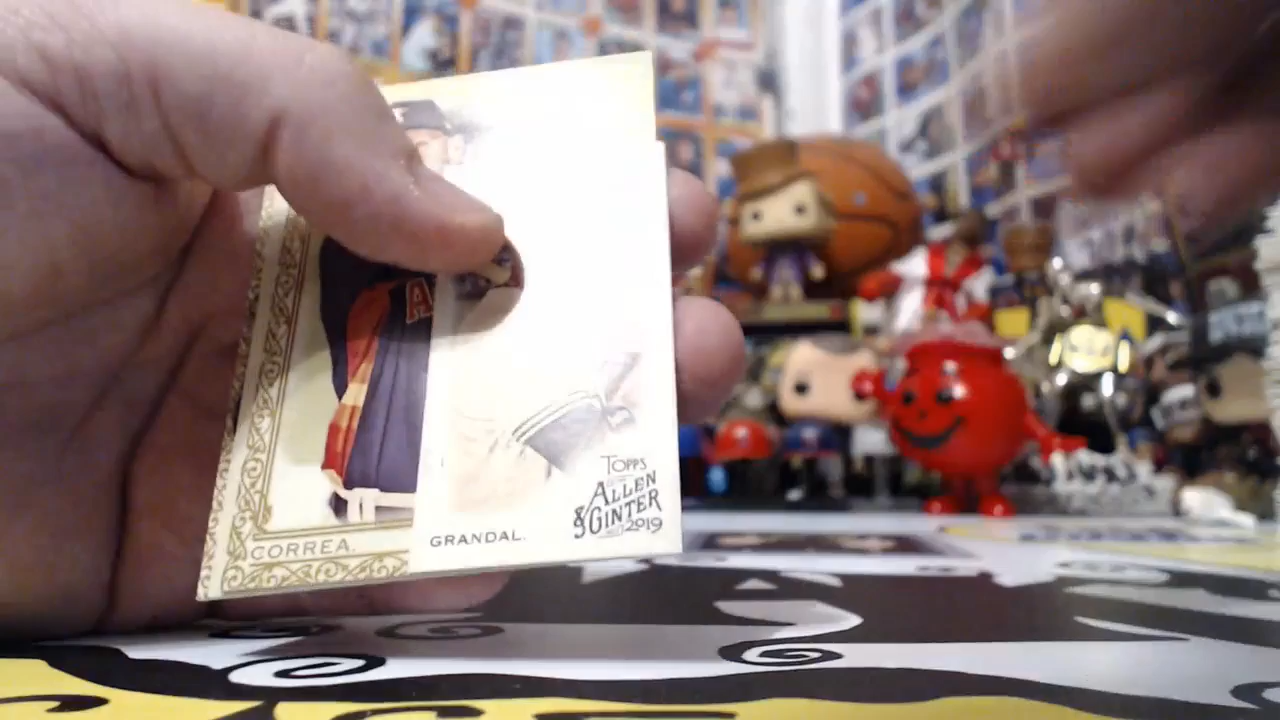 A
CORREA.
GRANDAL.
TOPPS
ALLEN
& GINTER
2019